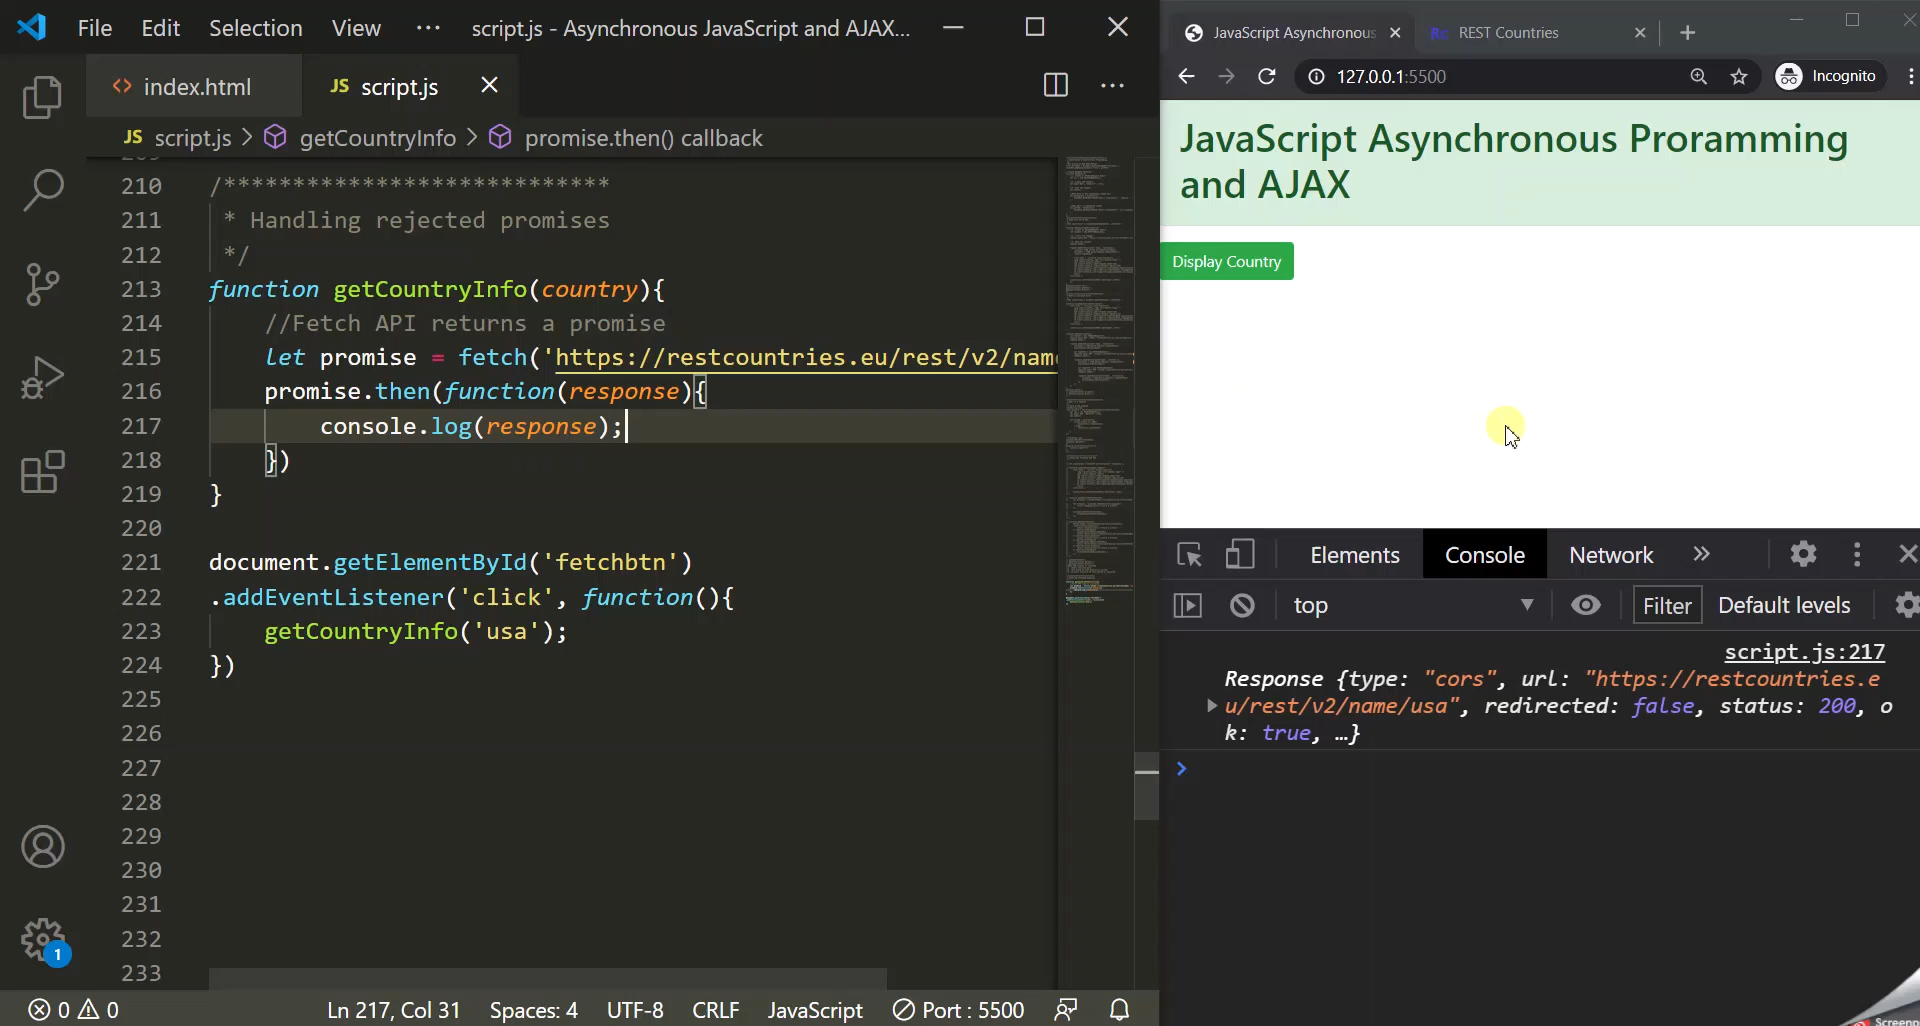 File Edit Selection View ··· script.js - Asynchronous JavaScript and AJAX...
index.html JS script.js
JS script.js > getCountryInfo > promise.then() callback
210 /****************************
211 * Handling rejected promises
212 */
213 function getCountryInfo(country){
214 //Fetch API returns a promise
215 let promise = fetch('https://restcountries.eu/rest/v2/name
216 promise.then(function(response){
217 console.log(response);
218 })
219 }
220
221 document.getElementById('fetchbtn')
222 .addEventListener('click', function(){
223 getCountryInfo('usa');
224 })
225
226
227
228
229
230
231
232
233
1
0 0 Ln 217, Col 31 Spaces: 4 UTF-8 CRLF JavaScript Port : 5500
JavaScript Asynchronous REST Countries
127.0.0.1:5500 Incognito
JavaScript Asynchronous Proramming
and AJAX
Display Country
Elements Console Network
top Filter Default levels
script.js:217
Response {type: "cors", url: "https://restcountries.e
u/rest/v2/name/usa", redirected: false, status: 200, o
k: true, …}